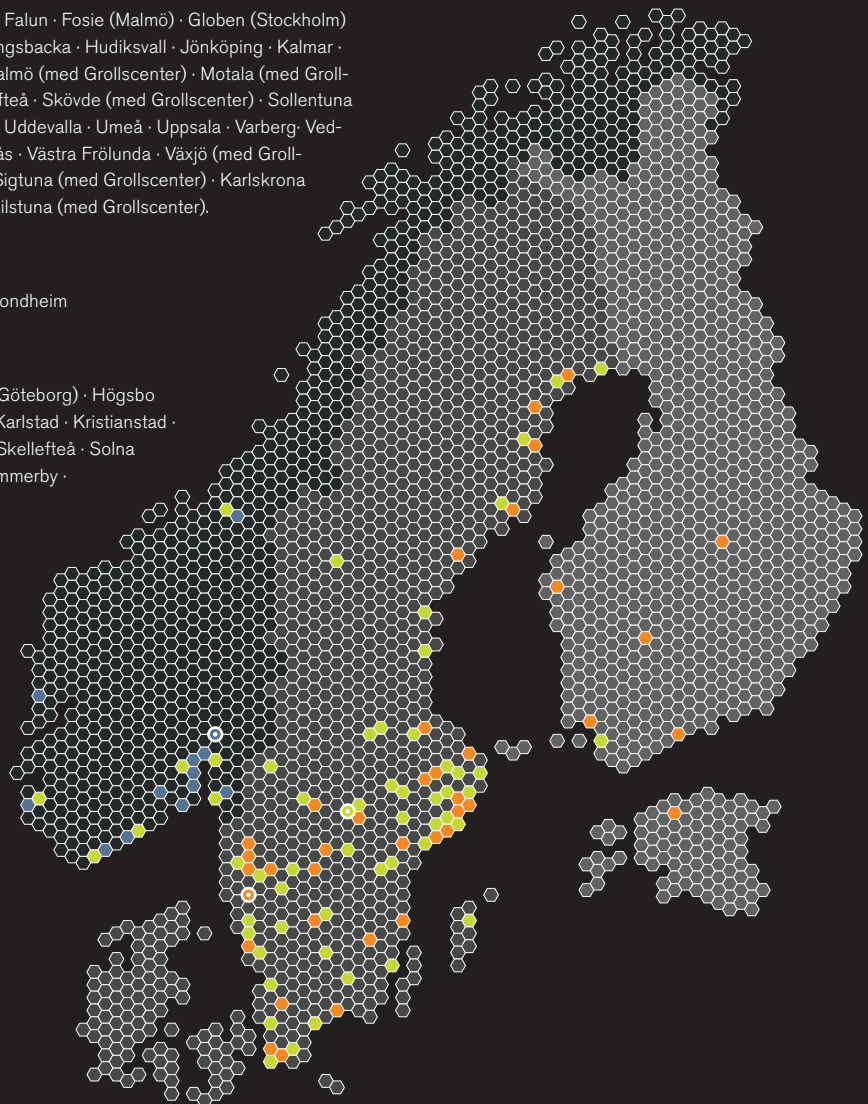 Falun · Fosie (Malmö) · Globen (Stockholm)
ngsbacka · Hudiksvall · Jönköping · Kalmar ·
almö (med Grollscenter) · Motala (med Groll-
fteå · Skövde (med Grollscenter) · Sollentuna
Uddevalla · Umeå · Uppsala · Varberg· Ved-
ås · Västra Frölunda · Växjö (med Groll-
Sigtuna (med Grollscenter) · Karlskrona
ilstuna (med Grollscenter).
ondheim
Göteborg) · Högsbo
Karlstad · Kristianstad ·
Skellefteå · Solna
mmerby ·